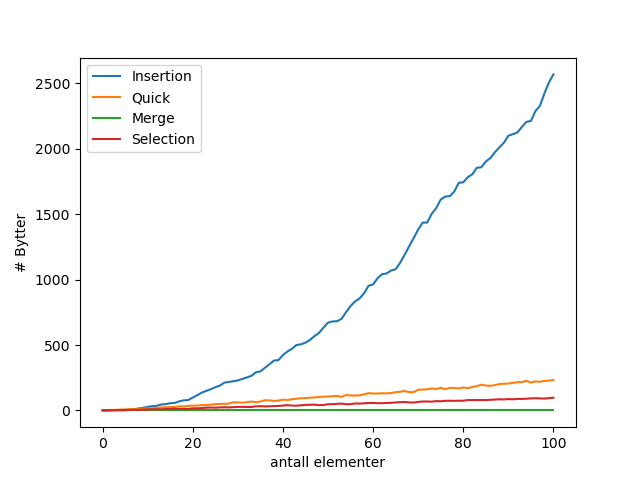 Insertion
Quick
Merge
Selection
# Bytter
2500
2000
1500
1000
500
0
0 20 40 60 80 100
antall elementer